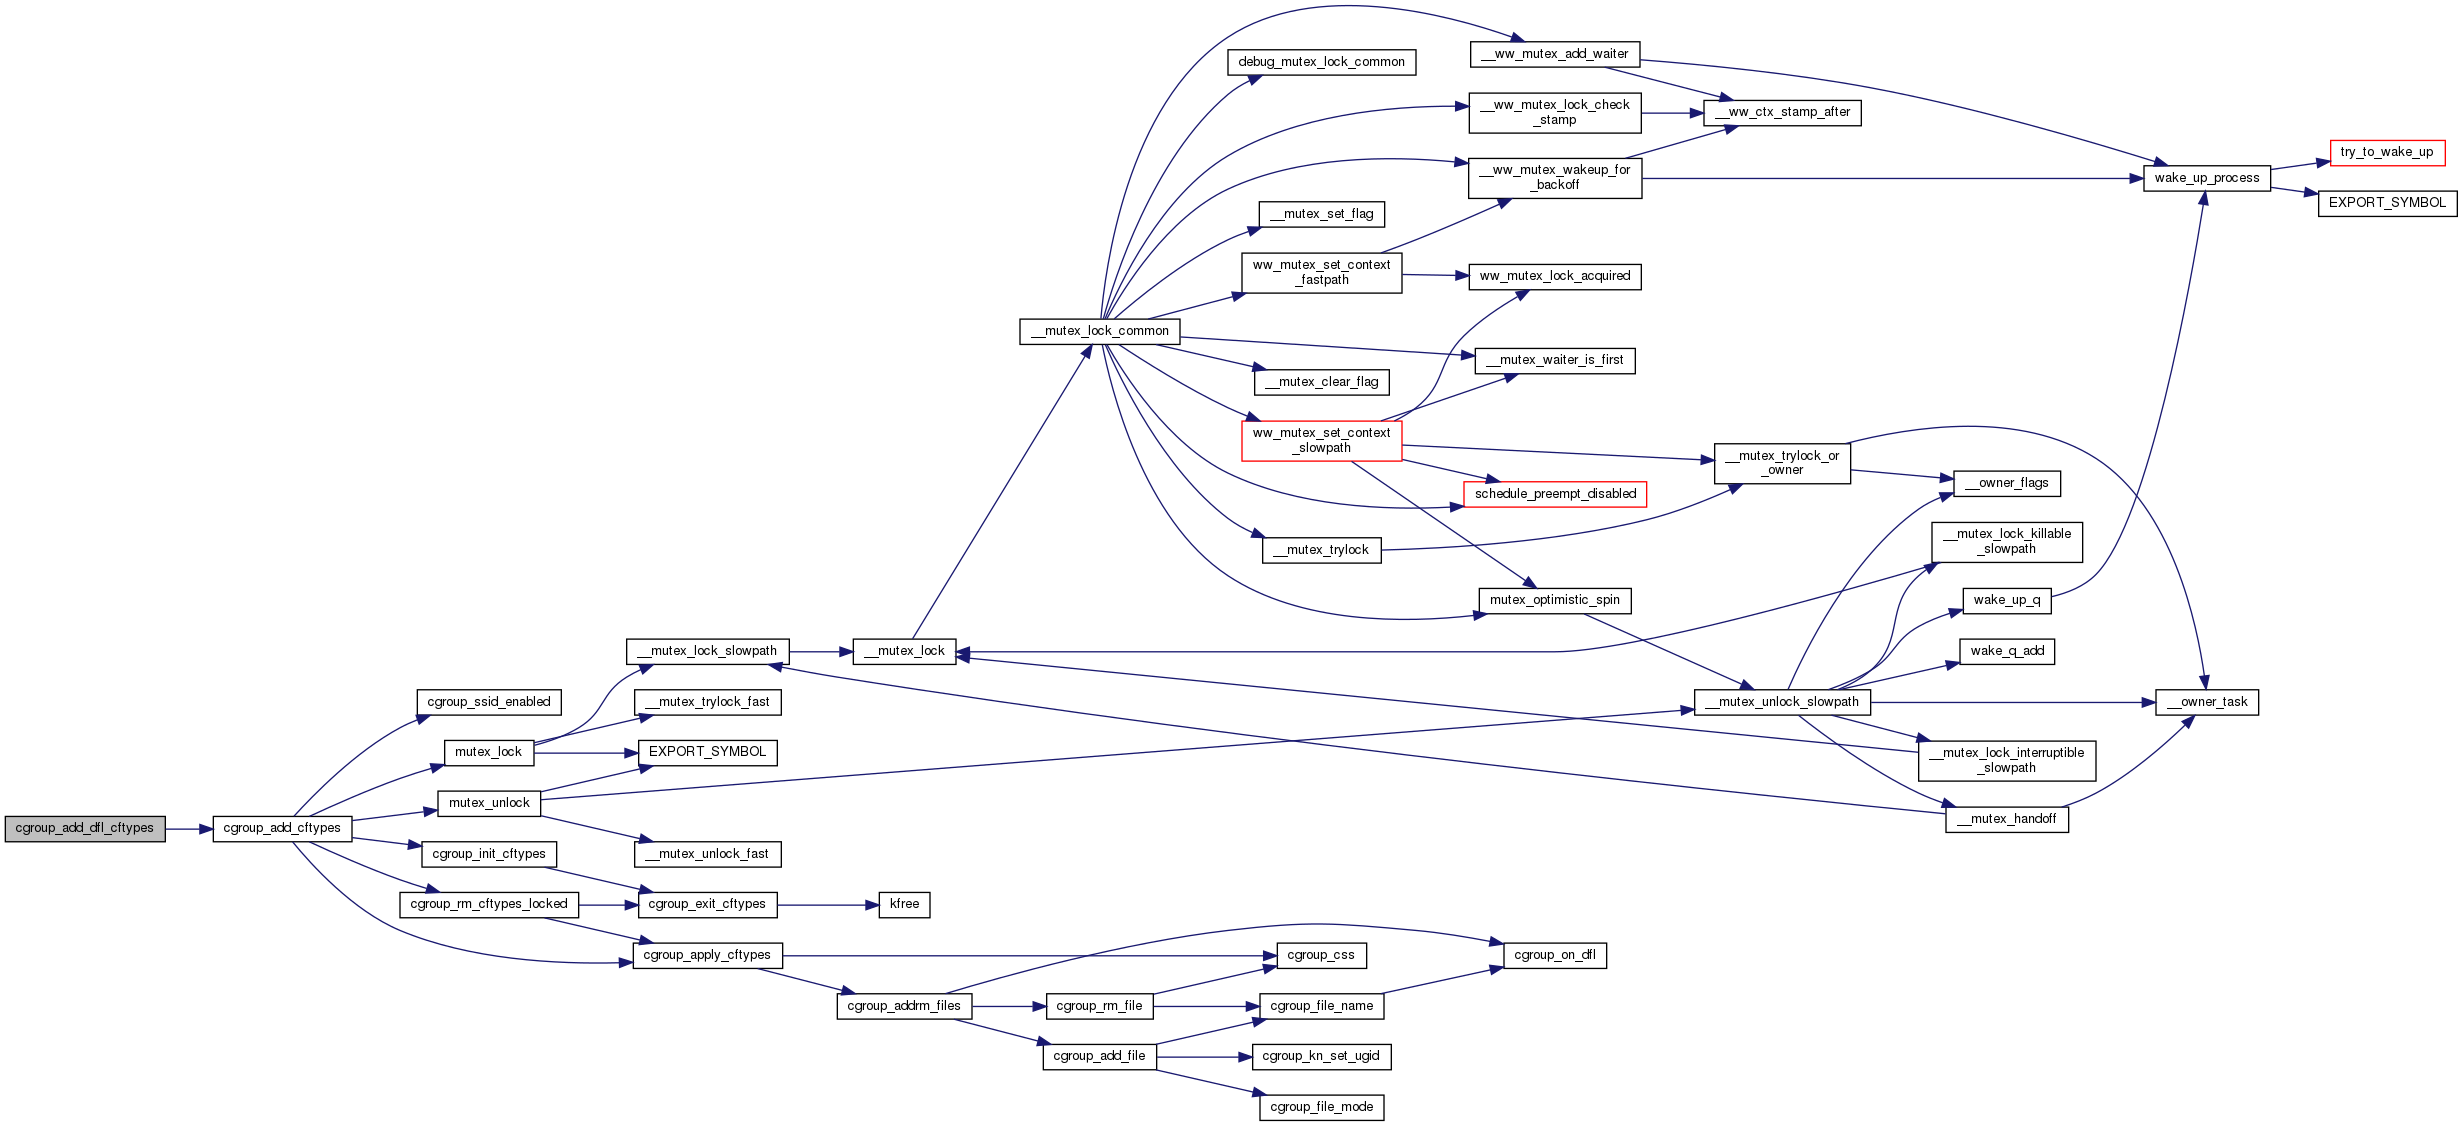 cgroup_add_dfl_cftypes
cgroup_add_cftypes
cgroup_ssid_enabled
mutex_lock
mutex_unlock
cgroup_init_cftypes
cgroup_rm_cftypes_locked
__mutex_lock_slowpath
__mutex_trylock_fast
EXPORT_SYMBOL
__mutex_unlock_fast
cgroup_exit_cftypes
cgroup_apply_cftypes
__mutex_lock
kfree
cgroup_addrm_files
__mutex_lock_common
cgroup_rm_file
cgroup_add_file
debug_mutex_lock_common
__mutex_set_flag
ww_mutex_set_context
_fastpath
__mutex_clear_flag
ww_mutex_set_context
_slowpath
__mutex_trylock
cgroup_css
cgroup_file_name
cgroup_kn_set_ugid
cgroup_file_mode
__ww_mutex_add_waiter
__ww_mutex_lock_check
_stamp
__ww_mutex_wakeup_for
_backoff
ww_mutex_lock_acquired
__mutex_waiter_is_first
schedule_preempt_disabled
mutex_optimistic_spin
cgroup_on_dfl
__ww_ctx_stamp_after
__mutex_trylock_or
_owner
__mutex_unlock_slowpath
__owner_flags
__mutex_lock_killable
_slowpath
wake_up_q
wake_q_add
__mutex_lock_interruptible
_slowpath
__mutex_handoff
wake_up_process
__owner_task
try_to_wake_up
EXPORT_SYMBOL